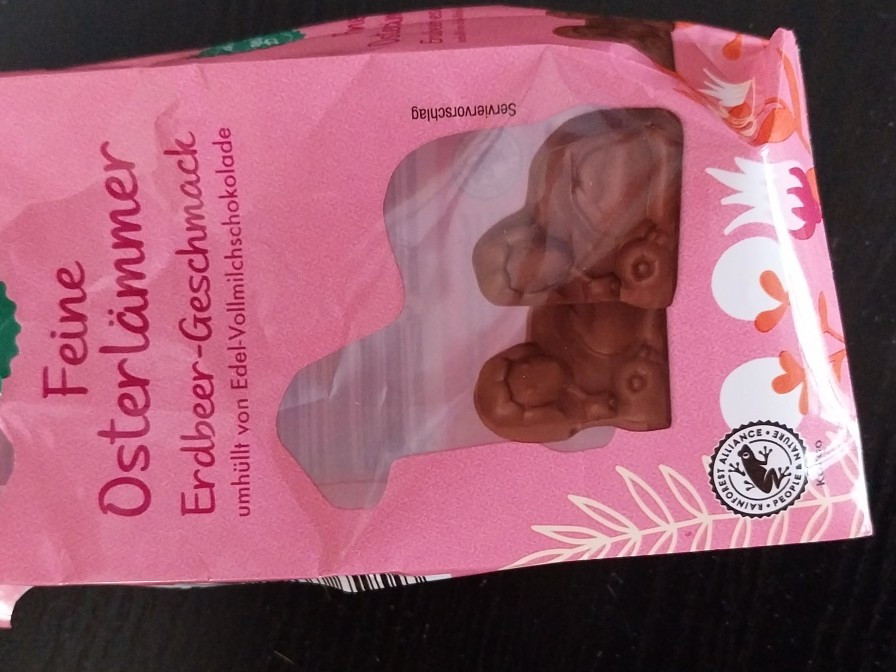 Feine
Osterlämmer
Erdbeer-Geschmack
umhüllt von Edel-Vollmilchschokolade
Serviervorschlag
RAINFOREST ALLIANCE • PEOPLE & NATURE •